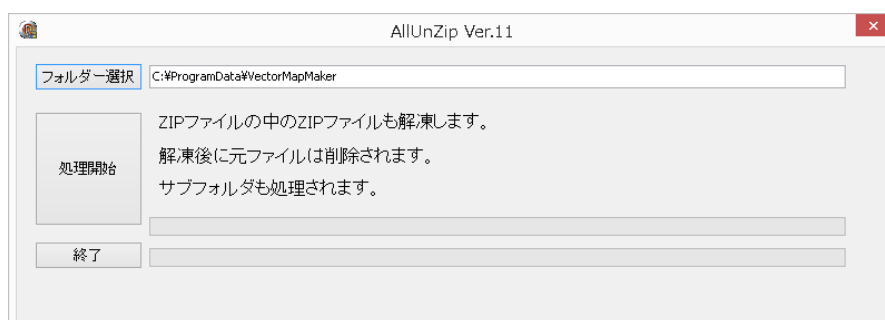 AllUnZip Ver.11
フォルダー選択
C:¥ProgramData¥VectorMapMaker
処理開始
ZIPファイルの中のZIPファイルも解凍します。
解凍後に元ファイルは削除されます。
サブフォルダも処理されます。
終了